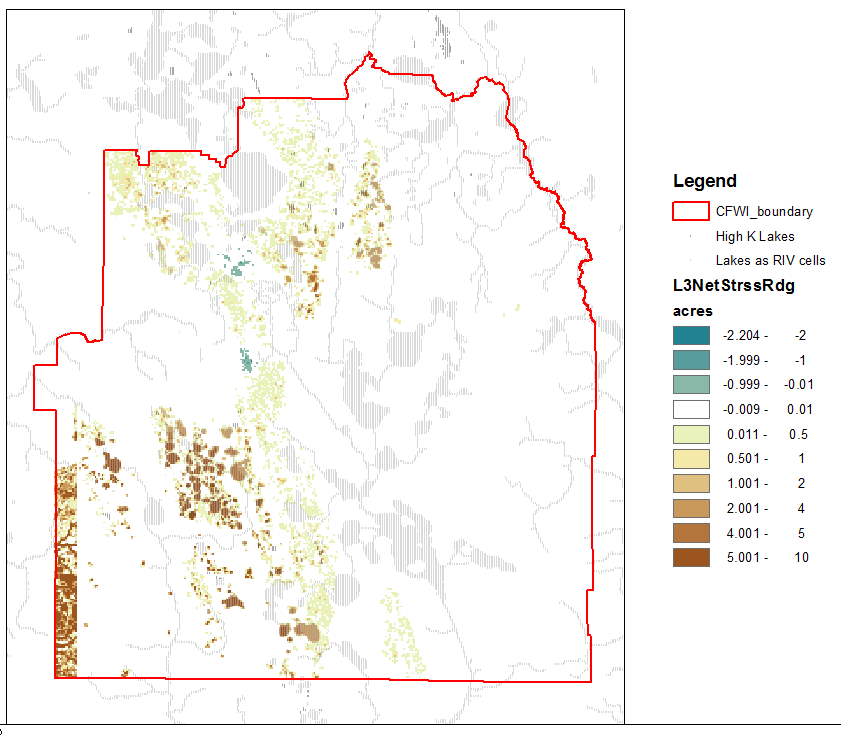 Legend
CFWI_boundary
High K Lakes
Lakes as RIV cells
L3NetStrssRdg
acres
-2.204 - -2
-1.999 - -1
-0.999 - -0.01
-0.009 - 0.01
0.011 - 0.5
0.501 - 1
1.001 - 2
2.001 - 4
4.001 - 5
5.001 - 10